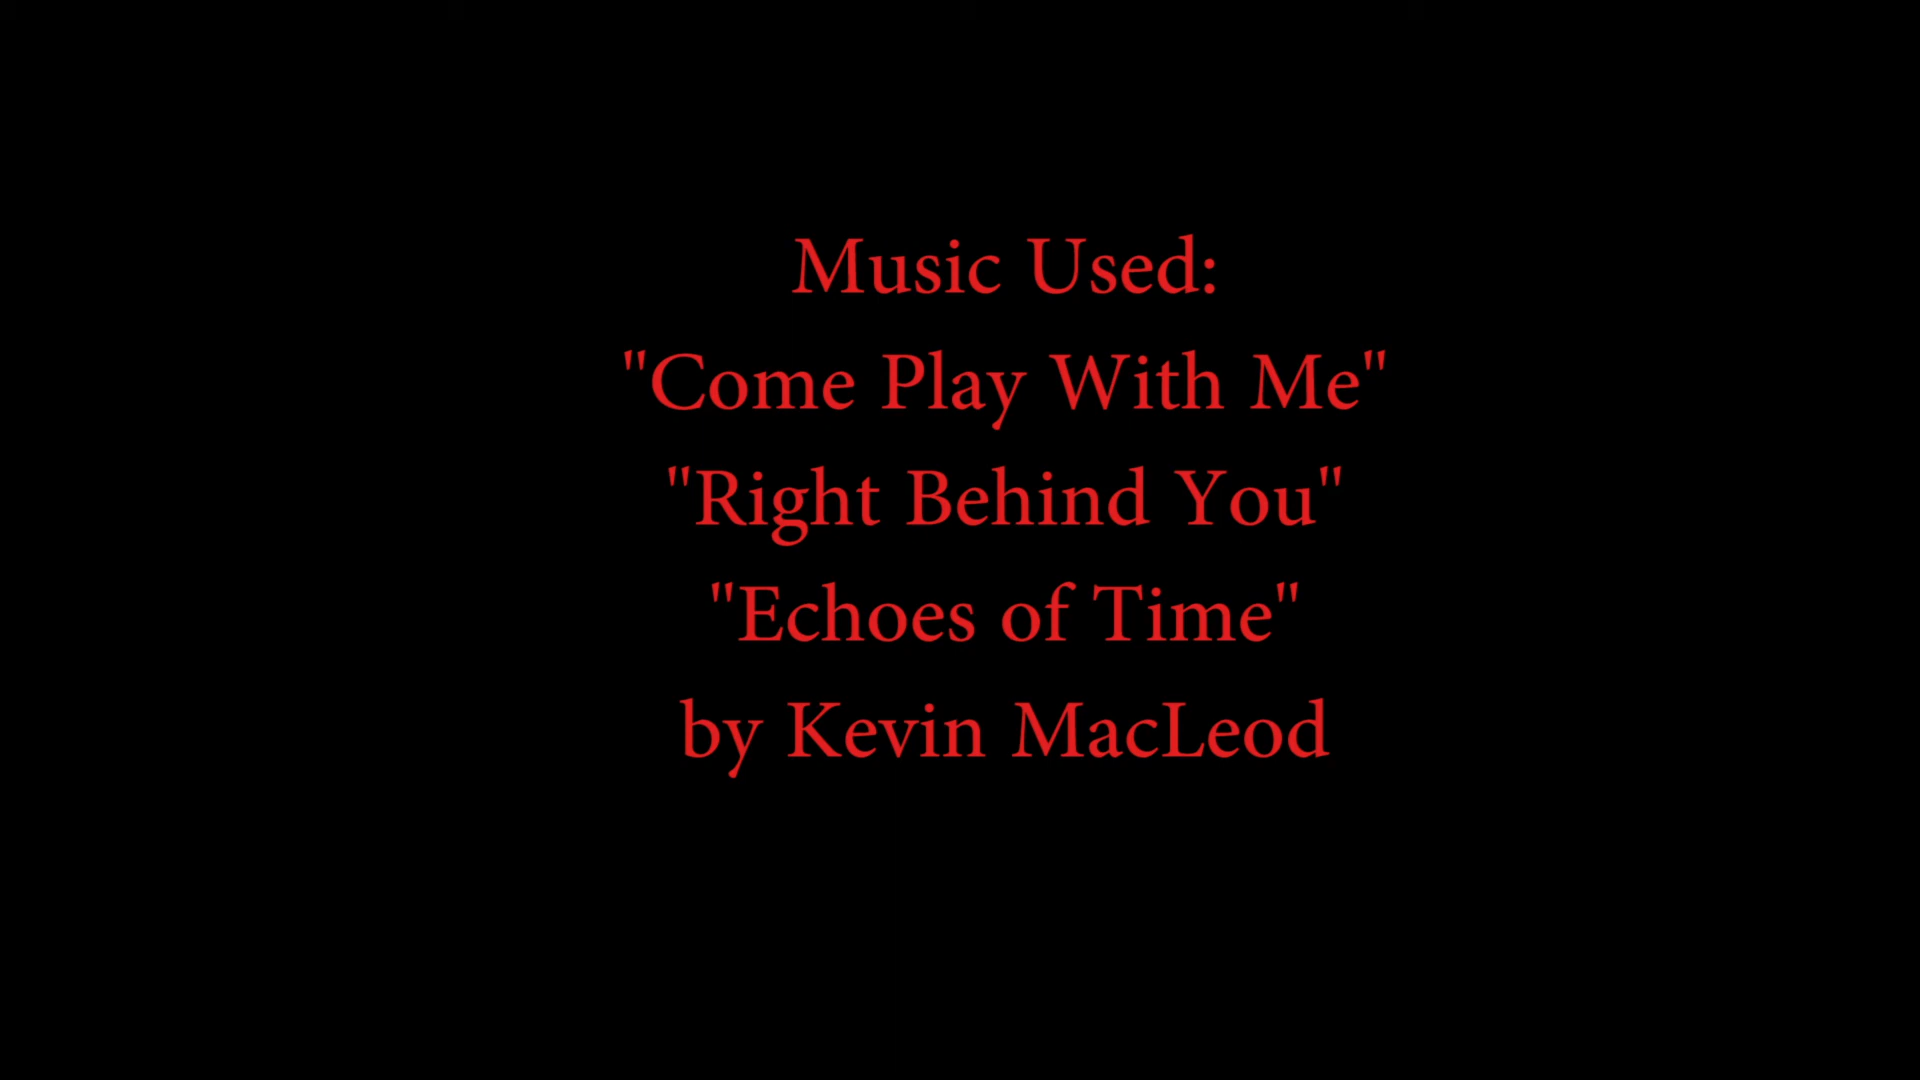 Music Used:
"Come Play With Me"
"Right Behind You"
"Echoes of Time"
by Kevin MacLeod